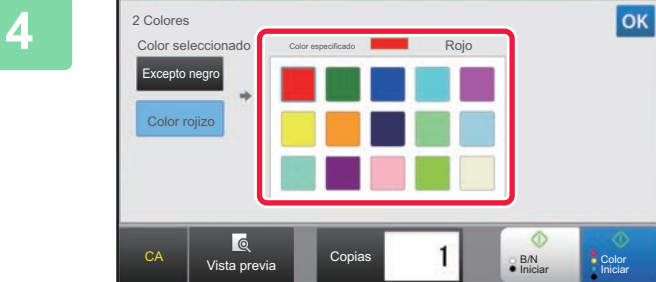 4
2 Colores
OK
Color seleccionado
Color especificado
Rojo
Excepto negro
Color rojizo
CA
Vista previa
Copias
1
B/N
Iniciar
Color
Iniciar